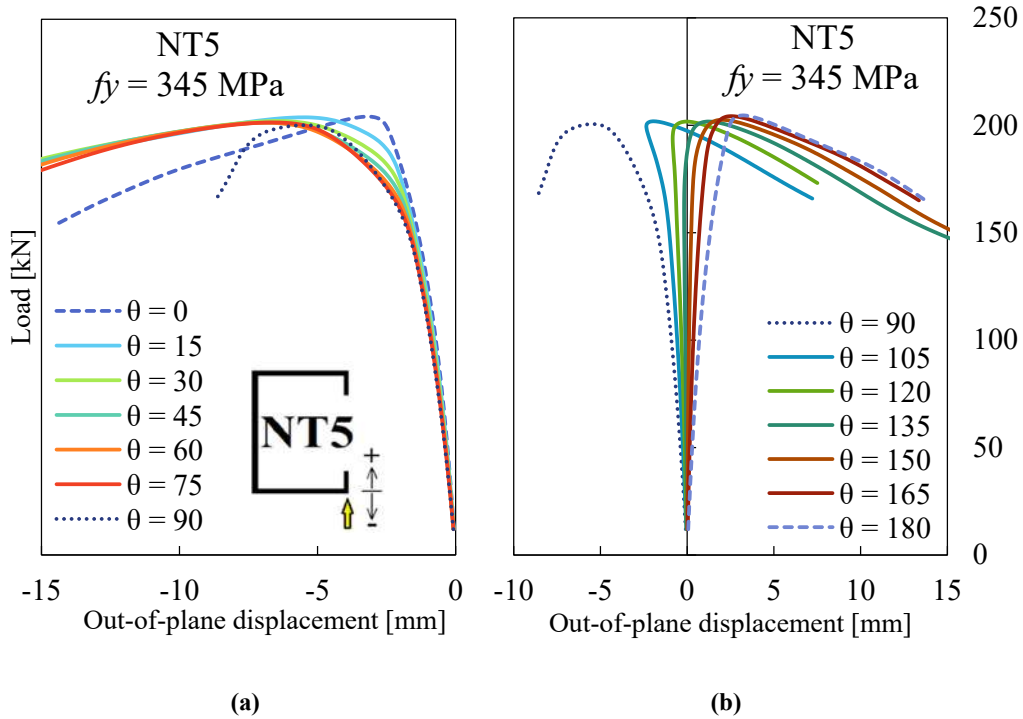 NT5
fy = 345 MPa
Load [kN]
θ = 0
θ = 15
θ = 30
θ = 45
θ = 60
θ = 75
θ = 90
NT5
+
-
-15
-10
-5
0
Out-of-plane displacement [mm]
(a)
NT5
fy = 345 MPa
250
200
150
100
50
0
θ = 90
θ = 105
θ = 120
θ = 135
θ = 150
θ = 165
θ = 180
-10
-5
0
5
10
15
Out-of-plane displacement [mm]
(b)